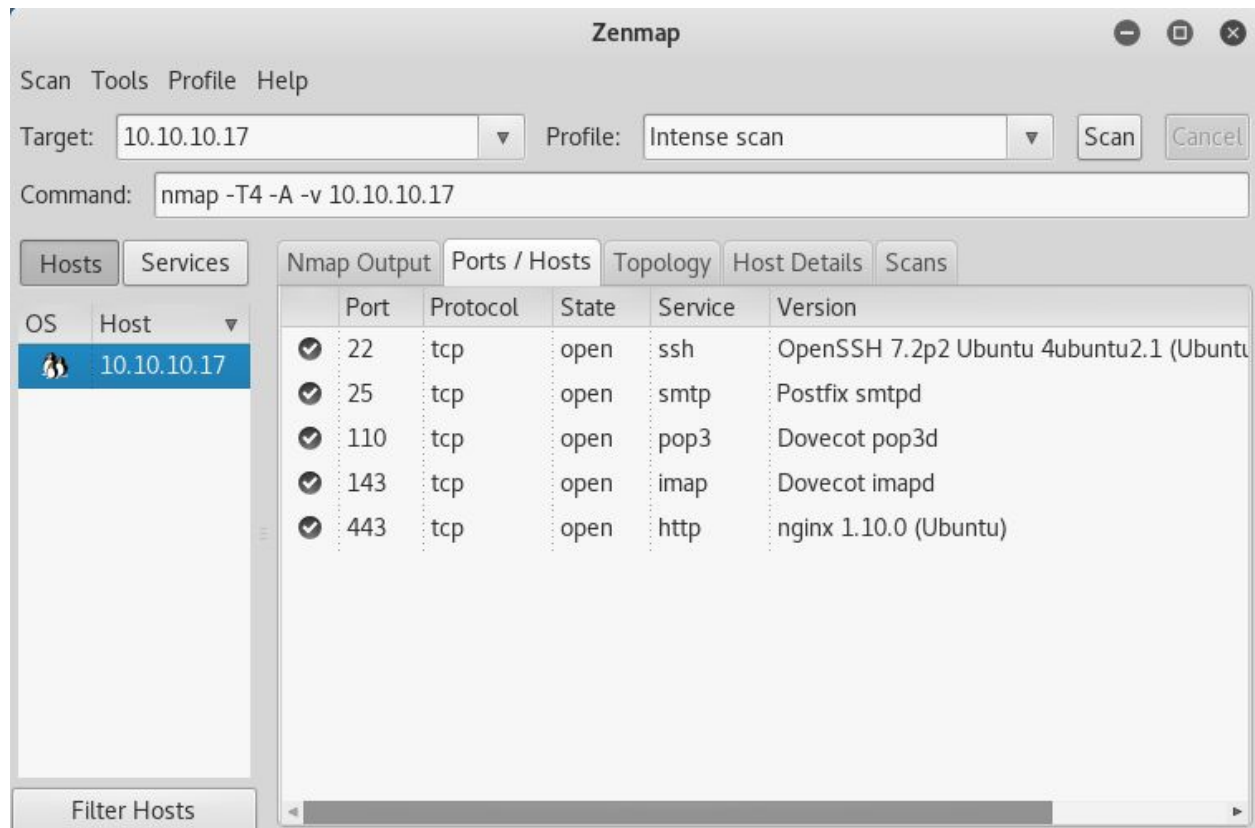 Zenmap
Scan Tools Profile Help
Target: 10.10.10.17 Profile: Intense scan Scan Cancel
Command: nmap -T4 -A -v 10.10.10.17
Hosts Services
Nmap Output Ports / Hosts Topology Host Details Scans
OS Host
10.10.10.17
Port Protocol State Service Version
22 tcp open ssh OpenSSH 7.2p2 Ubuntu 4ubuntu2.1 (Ubuntu
25 tcp open smtp Postfix smtpd
110 tcp open pop3 Dovecot pop3d
143 tcp open imap Dovecot imapd
443 tcp open http nginx 1.10.0 (Ubuntu)
Filter Hosts